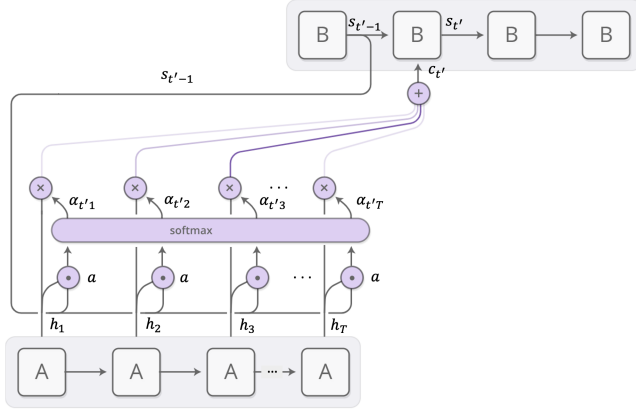 B B B B
s_{t'-1} s_{t'}
c_{t'}
s_{t'-1}
+
× × × · · · ×
α_{t'1} α_{t'2} α_{t'3} α_{t'T}
softmax
a a · · · a
h_1 h_2 h_3 h_T
A A A ... A